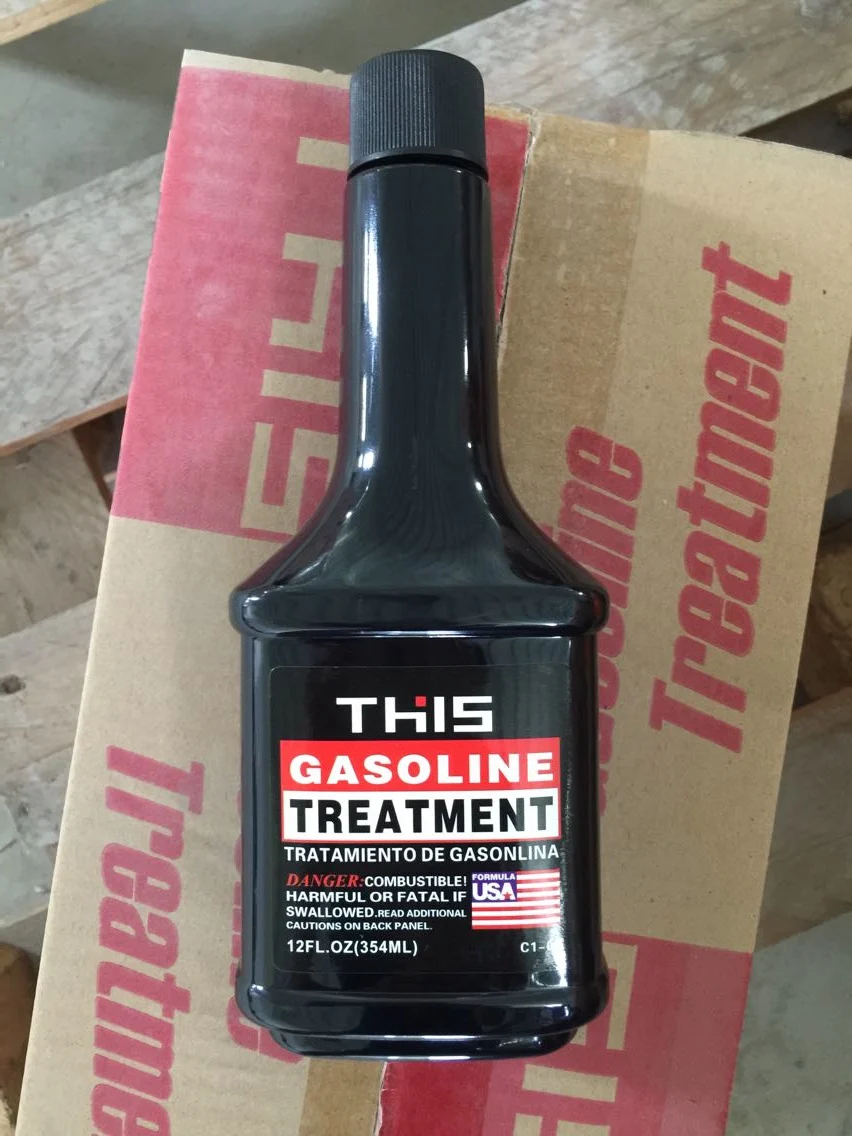 THIS
GASOLINE
TREATMENT
TRATAMIENTO DE GASONLINA
DANGER:COMBUSTIBLE!
HARMFUL OR FATAL IF
SWALLOWED.READ ADDITIONAL
CAUTIONS ON BACK PANEL.
FORMULA
USA
12FL.OZ(354ML)
Treatment